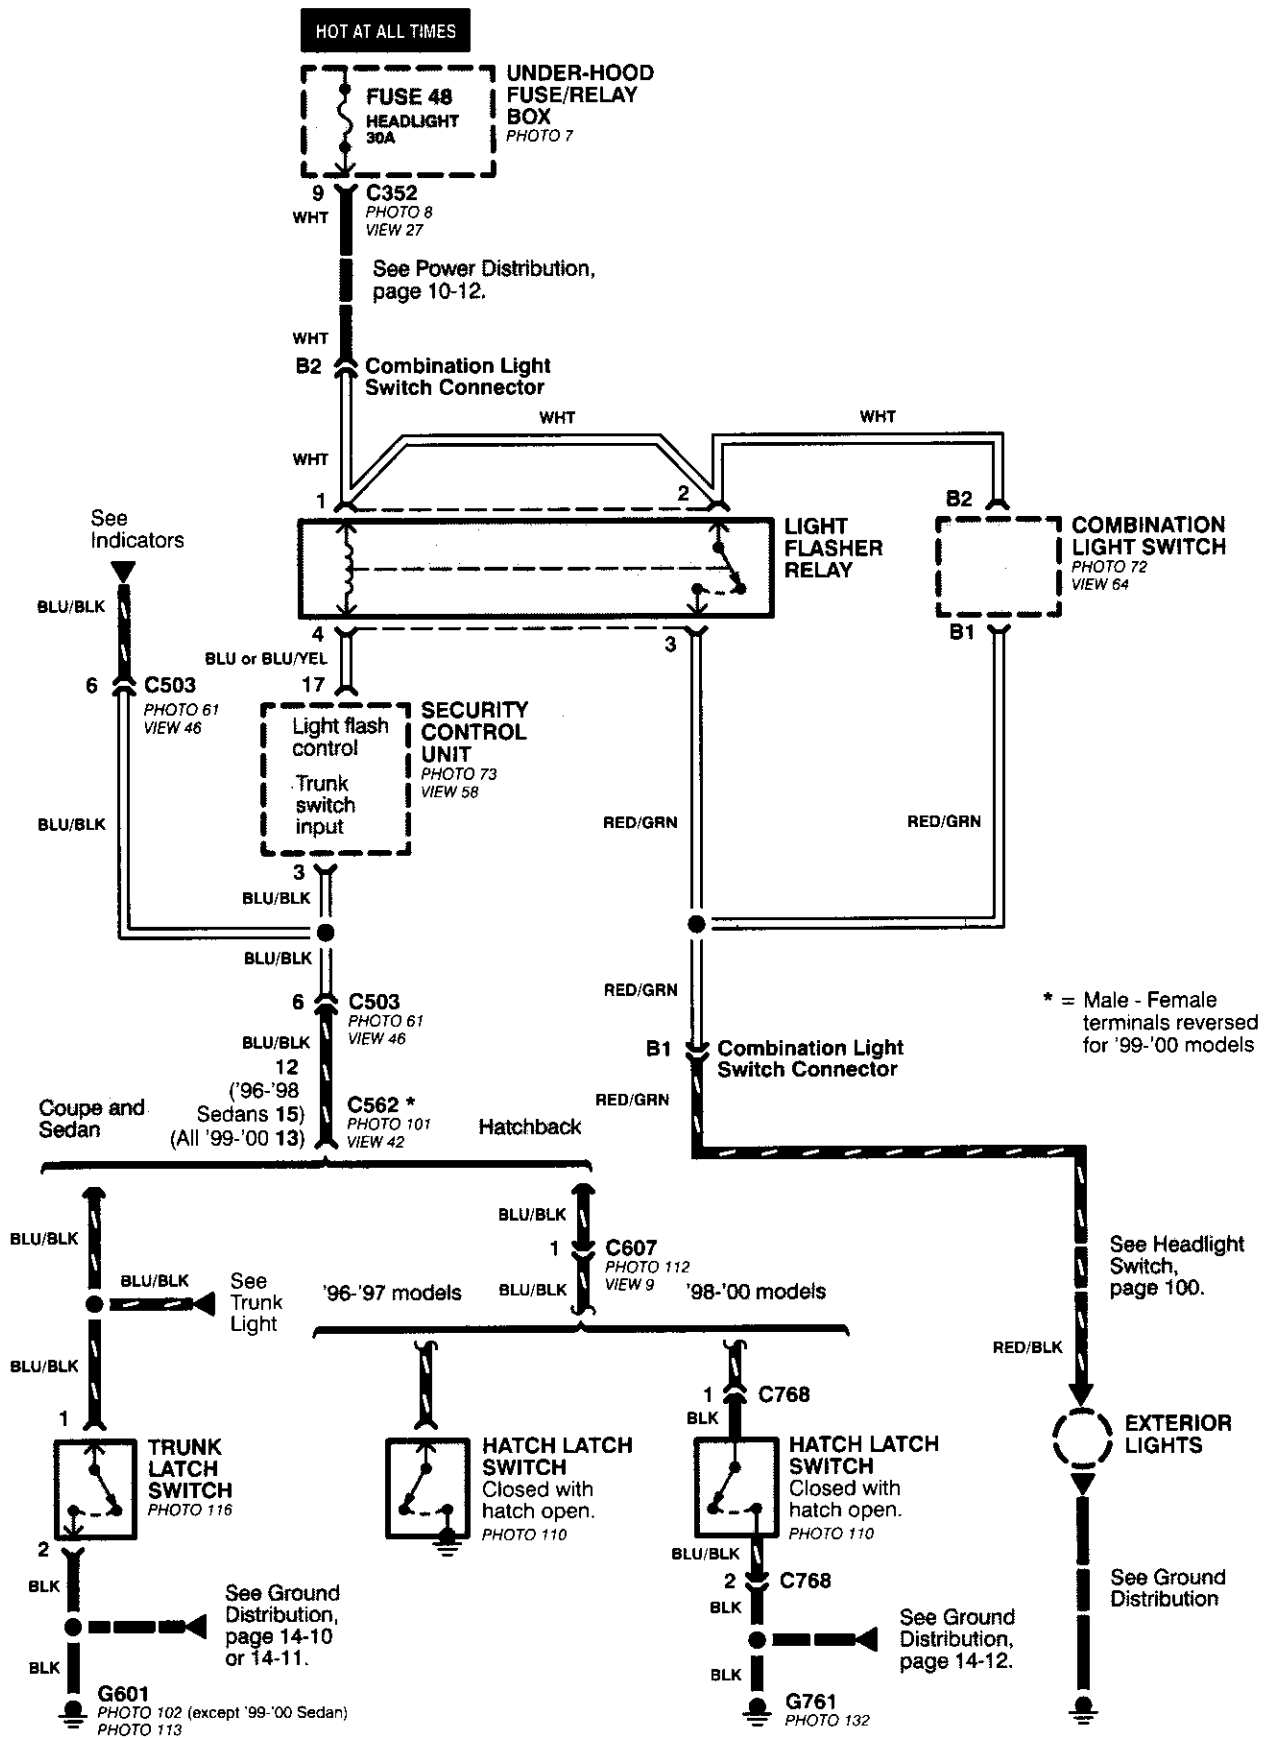 HOT AT ALL TIMES
UNDER-HOOD
FUSE/RELAY
BOX
PHOTO 7
FUSE 48
HEADLIGHT
30A
9
C352
PHOTO 8
VIEW 27
WHT
See Power Distribution,
page 10-12.
WHT
B2
Combination Light
Switch Connector
WHT
WHT
WHT
1
2
B2
See
Indicators
LIGHT
FLASHER
RELAY
COMBINATION
LIGHT SWITCH
PHOTO 72
VIEW 64
BLU/BLK
4
3
B1
BLU or BLU/YEL
6
C503
PHOTO 61
VIEW 46
17
Light flash
control
Trunk
switch
input
SECURITY
CONTROL
UNIT
PHOTO 73
VIEW 58
BLU/BLK
RED/GRN
RED/GRN
3
BLU/BLK
BLU/BLK
6
C503
PHOTO 61
VIEW 46
RED/GRN
* = Male - Female
terminals reversed
for '99-'00 models
BLU/BLK
B1
Combination Light
Switch Connector
12
('96-'98
Sedans 15)
(All '99-'00 13)
C562 *
PHOTO 101
VIEW 42
RED/GRN
Coupe and
Sedan
Hatchback
BLU/BLK
BLU/BLK
1
C607
PHOTO 112
VIEW 9
See Headlight
Switch,
page 100.
BLU/BLK
See
Trunk
Light
'96-'97 models
BLU/BLK
'98-'00 models
RED/BLK
BLU/BLK
1
1
C768
BLK
TRUNK
LATCH
SWITCH
PHOTO 116
HATCH LATCH
SWITCH
Closed with
hatch open.
PHOTO 110
HATCH LATCH
SWITCH
Closed with
hatch open.
PHOTO 110
EXTERIOR
LIGHTS
2
BLK
BLU/BLK
2
C768
BLK
See Ground
Distribution,
page 14-10
or 14-11.
See Ground
Distribution,
page 14-12.
See Ground
Distribution
BLK
BLK
G601
PHOTO 102 (except '99-'00 Sedan)
PHOTO 113
G761
PHOTO 132